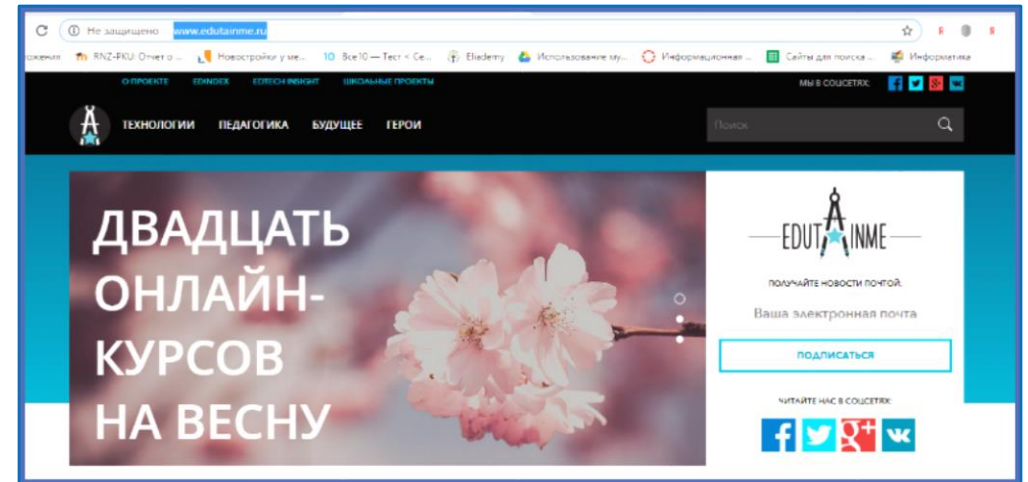 Не защищено www.edutainme.ru
RNZ-PKU: Отчет о ... Новостройки у ме... 10 Все10 — Тест < Се... Eliademy Использование му... Информационная ... Сайты для поиска ... Информатика
О ПРОЕКТЕ EDINDEX EDTECH INSIGHT ШКОЛЬНЫЕ ПРОЕКТЫ МЫ В СОЦСЕТЯХ:
ТЕХНОЛОГИИ ПЕДАГОГИКА БУДУЩЕЕ ГЕРОИ Поиск
ДВАДЦАТЬ
ОНЛАЙН-
КУРСОВ
НА ВЕСНУ
EDUTAINME
ПОЛУЧАЙТЕ НОВОСТИ ПОЧТОЙ:
Ваша электронная почта
ПОДПИСАТЬСЯ
ЧИТАЙТЕ НАС В СОЦСЕТЯХ: